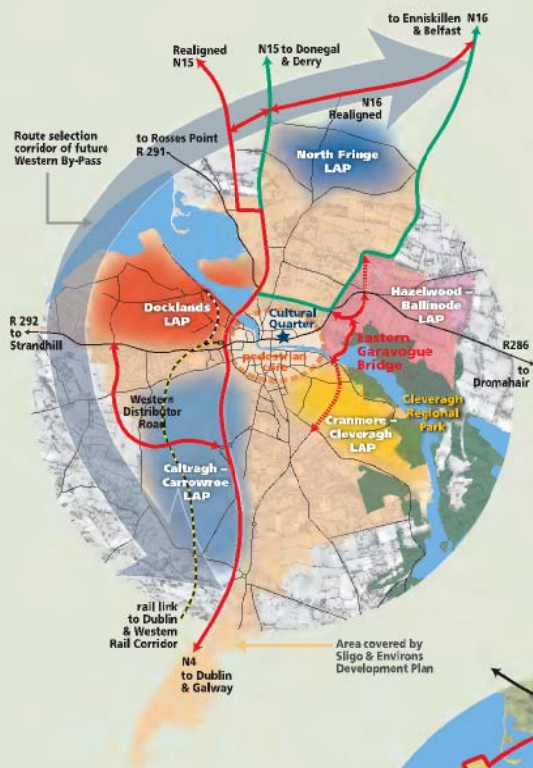 to Enniskillen N16
& Belfast
Realigned
N15
N15 to Donegal
& Derry
N16
Realigned
Route selection
corridor of future
Western By-Pass
to Rosses Point
R 291
North Fringe
LAP
Docklands
LAP
Hazelwood –
Ballinode
LAP
Cultural
Quarter
R 292
to
Strandhill
pedestrian
core
Eastern
Garavogue
Bridge
R286
to
Dromahair
Western
Distributor
Road
Cleveragh
Regional
Park
Cranmore –
Cleveragh
LAP
Caltragh –
Carrowroe
LAP
rail link
to Dublin
& Western
Rail Corridor
Area covered by
Sligo & Environs
Development Plan
N4
to Dublin
& Galway